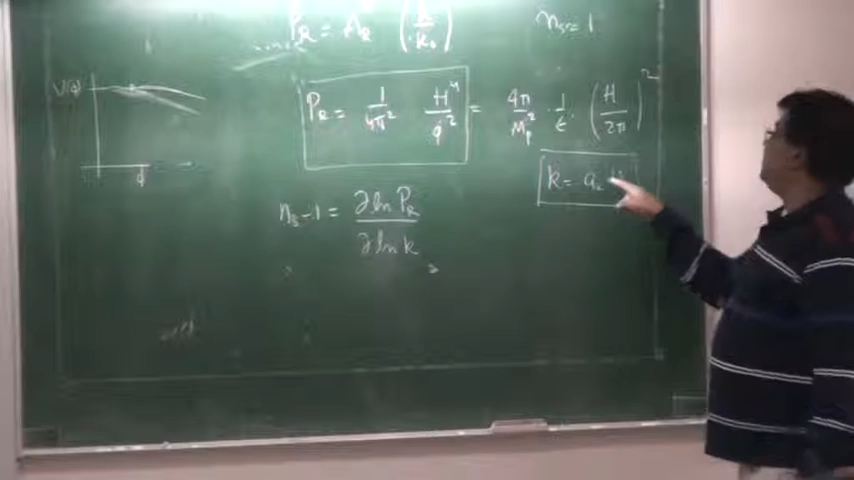 P_R = A_R (k/k_0)
n_s = 1
V(φ)
P_R = 1/4π² H⁴/φ̇² = 4π/M_p² · 1/ε · (H/2π)²
φ
k = a_k H
n_s - 1 = ∂ ln P_R / ∂ ln k